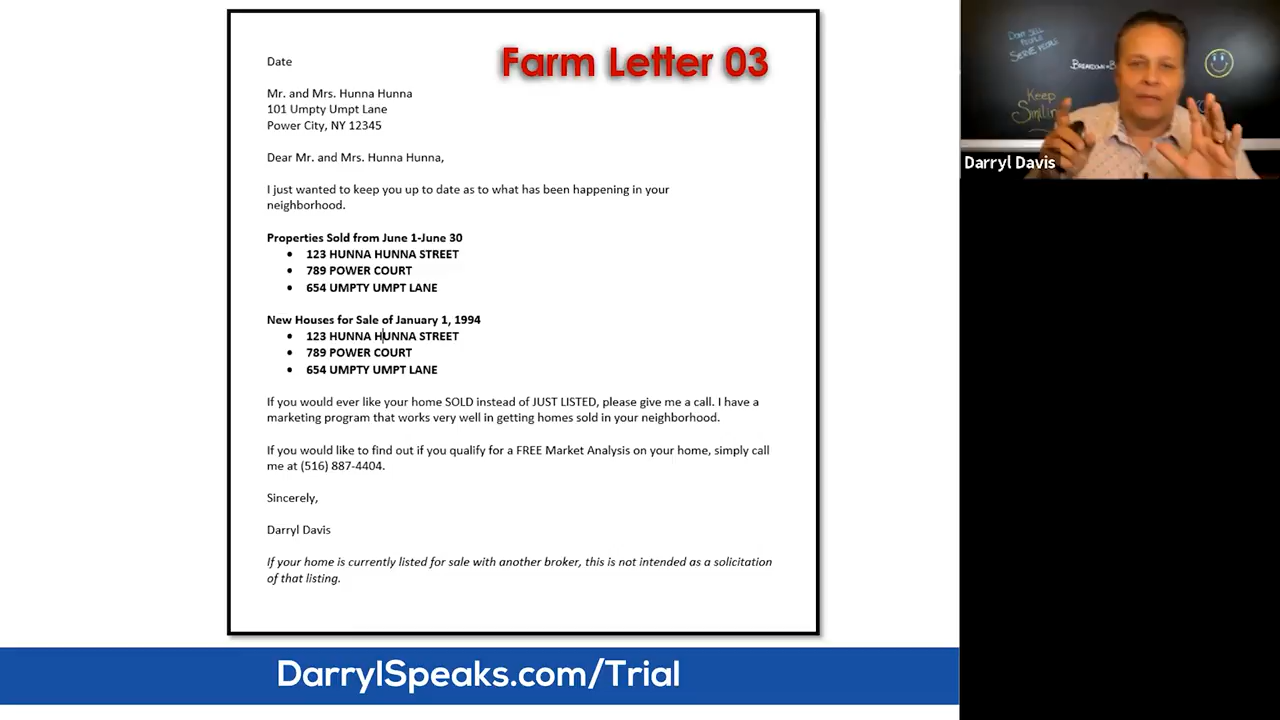 Farm Letter 03
Date
Mr. and Mrs. Hunna Hunna
101 Umpty Umpt Lane
Power City, NY 12345
Dear Mr. and Mrs. Hunna Hunna,
I just wanted to keep you up to date as to what has been happening in your
neighborhood.
Properties Sold from June 1-June 30
• 123 HUNNA HUNNA STREET
• 789 POWER COURT
• 654 UMPTY UMPT LANE
New Houses for Sale of January 1, 1994
• 123 HUNNA HUNNA STREET
• 789 POWER COURT
• 654 UMPTY UMPT LANE
If you would ever like your home SOLD instead of JUST LISTED, please give me a call. I have a
marketing program that works very well in getting homes sold in your neighborhood.
If you would like to find out if you qualify for a FREE Market Analysis on your home, simply call
me at (516) 887-4404.
Sincerely,
Darryl Davis
If your home is currently listed for sale with another broker, this is not intended as a solicitation
of that listing.
DarrylSpeaks.com/Trial
DON'T SELL
PEOPLE
SERVE PEOPLE
BREAKDOWN
Keep
Smilin
Darryl Davis